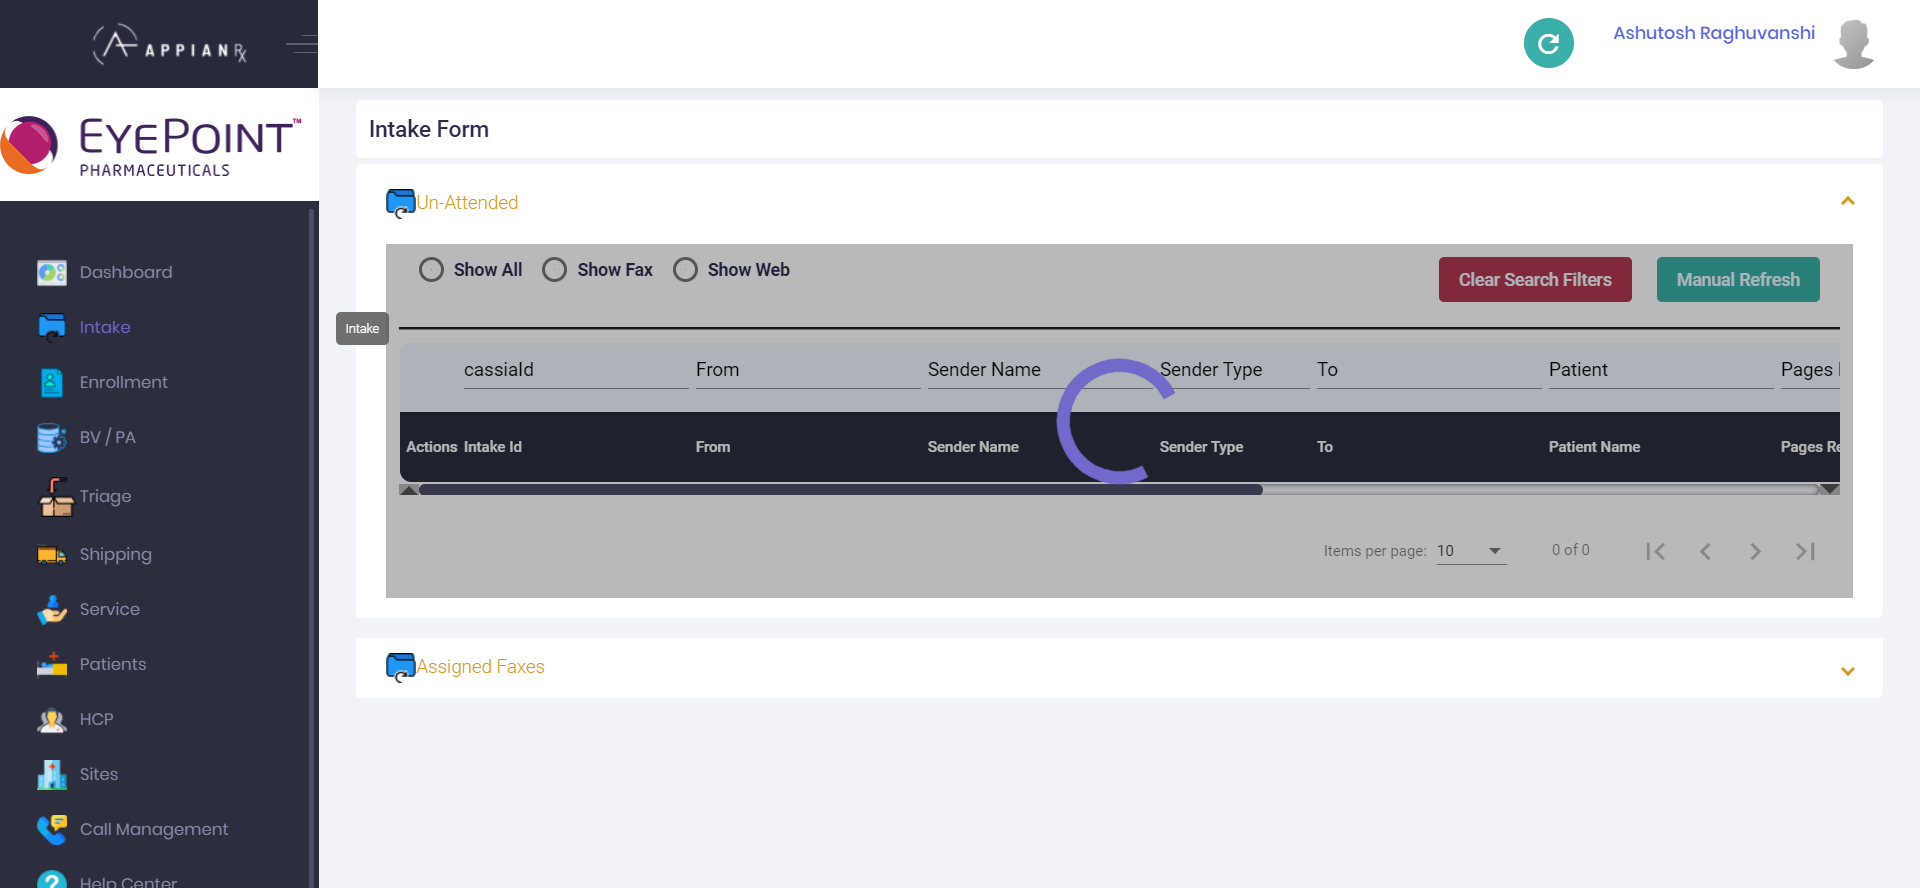 APPIANRx
Ashutosh Raghuvanshi
EYEPOINT™
PHARMACEUTICALS
Dashboard
Intake
Enrollment
BV / PA
Triage
Shipping
Service
Patients
HCP
Sites
Call Management
Help Center
Intake
Intake Form
Un-Attended
Show All Show Fax Show Web
Clear Search Filters Manual Refresh
cassiaId From Sender Name Sender Type To Patient Pages
Actions Intake Id From Sender Name Sender Type To Patient Name Pages Re
Items per page: 10 0 of 0
Assigned Faxes